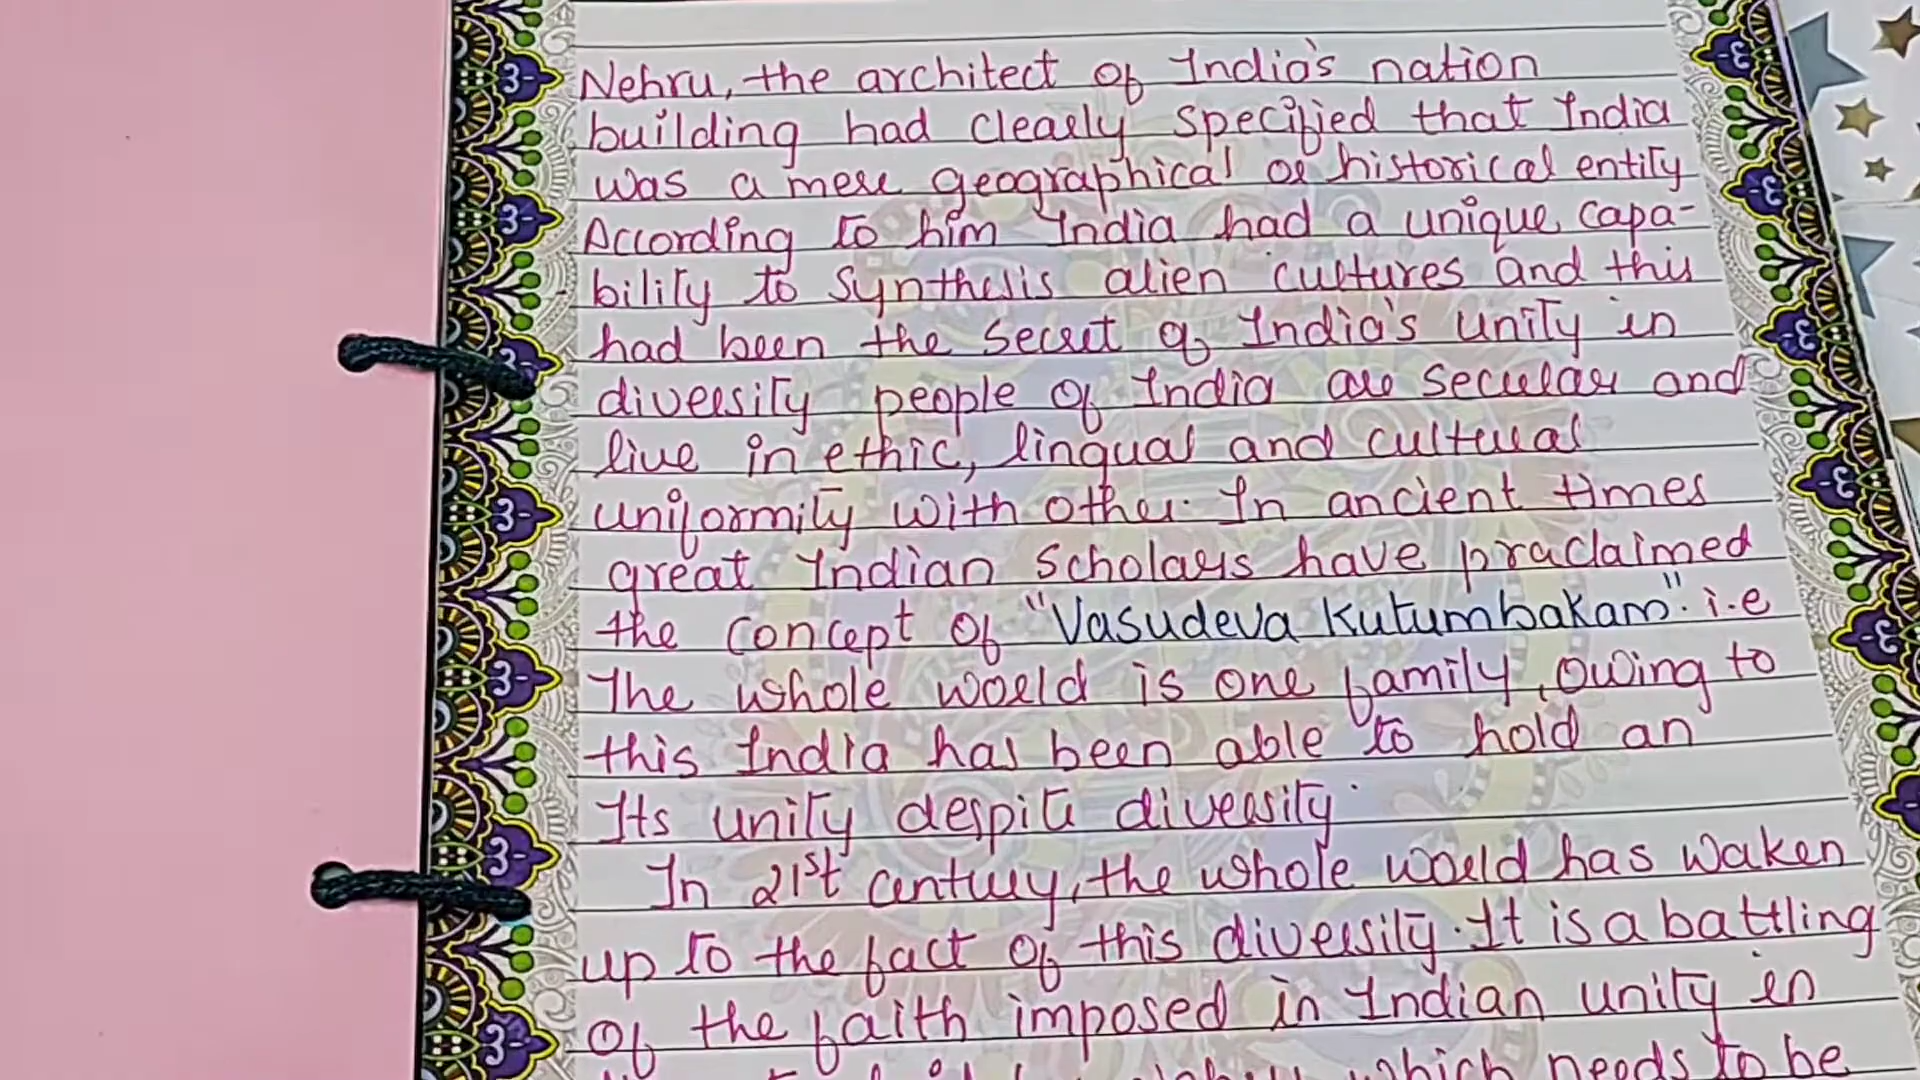 Nehru, the architect of India's nation
building had clearly specified that India
was a mere geographical or historical entity
According to him India had a unique capa-
bility to synthesis alien cultures and this
had been the secret of India's unity in
diversity people of India are secular and
live in ethic, lingual and cultural
uniformity with other. In ancient times
great Indian Scholars have praclaimed
the concept of "Vasudeva Kutumbakam". i.e
The whole world is one family, owing to
this India has been able to hold an
Its unity despite diversity.
In 21st century, the whole world has waken
up to the fact of this diversity. It is a battling
of the faith imposed in Indian unity in
which needs to be